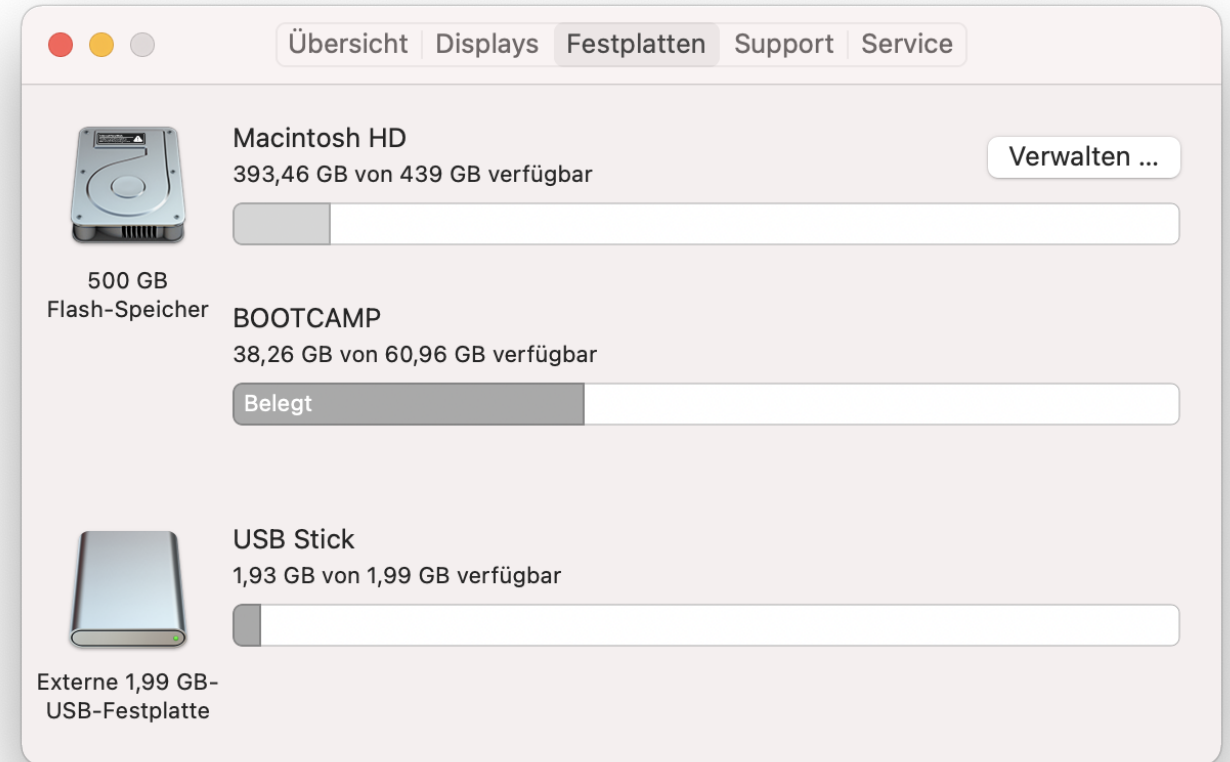 Übersicht Displays Festplatten Support Service
Macintosh HD
393,46 GB von 439 GB verfügbar
Verwalten ...
500 GB
Flash-Speicher
BOOTCAMP
38,26 GB von 60,96 GB verfügbar
Belegt
USB Stick
1,93 GB von 1,99 GB verfügbar
Externe 1,99 GB-
USB-Festplatte